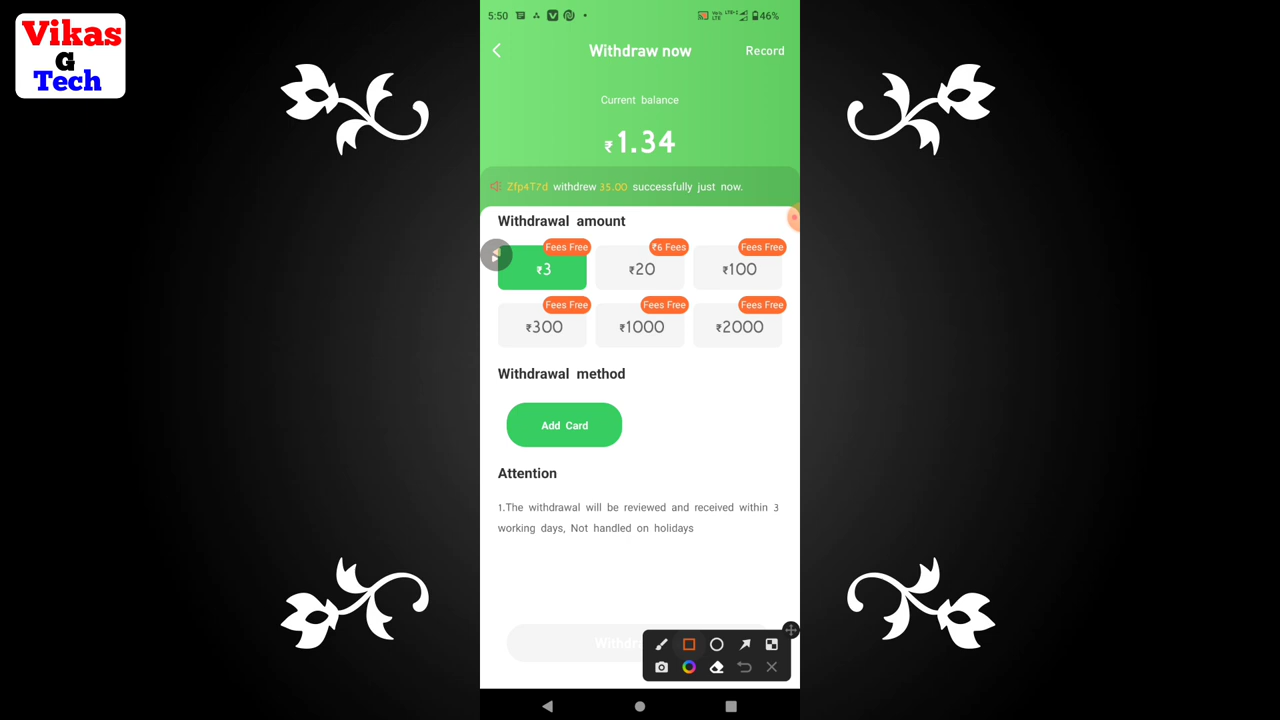 Vikas
G
Tech
5:50
46%
Withdraw now
Record
Current balance
₹1.34
Zfp4T7d withdrew 35.00 successfully just now.
Withdrawal amount
Fees Free
₹6 Fees
Fees Free
₹3
₹20
₹100
Fees Free
Fees Free
Fees Free
₹300
₹1000
₹2000
Withdrawal method
Add Card
Attention
1.The withdrawal will be reviewed and received within 3
working days, Not handled on holidays